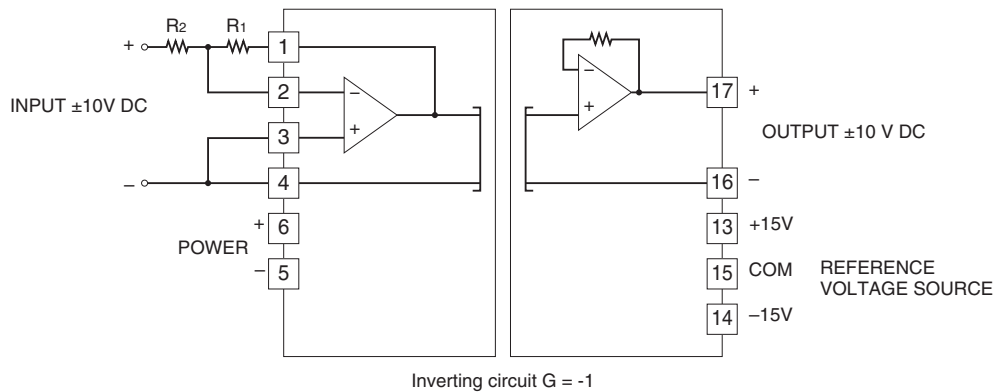 R2
R1
+
1
2
−
INPUT ±10V DC
3
+
−
4
+
6
POWER
−
5
−
+
17
+
OUTPUT ±10 V DC
16
−
13
+15V
15
COM
REFERENCE
VOLTAGE SOURCE
14
−15V
Inverting circuit G = -1